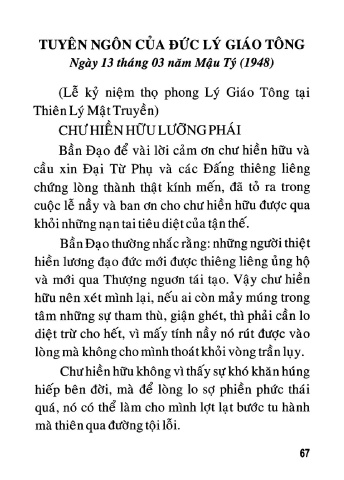 TUYÊN NGÔN CỦA ĐỨC LÝ GIÁO TÔNG
Ngày 13 tháng 03 năm Mậu Tý (1948)
(Lễ kỷ niệm thọ phong Lý Giáo Tông tại
Thiên Lý Mật Truyền)
CHƯ HIỀN HỮU LƯỠNG PHÁI
Bần Đạo để vài lời cảm ơn chư hiền hữu và
cầu xin Đại Từ Phụ và các Đấng thiêng liêng
chứng lòng thành thật kính mến, đã tỏ ra trong
cuộc lễ nầy và ban ơn cho chư hiền hữu được qua
khỏi những nạn tai tiêu diệt của tận thế.
Bần Đạo thường nhắc rằng: những người thiệt
hiền lương đạo đức mới được thiêng liêng ủng hộ
và mới qua Thượng nguơn tái tạo. Vậy chư hiền
hữu nên xét mình lại, nếu ai còn mảy múng trong
tâm những sự tham thù, giận ghét, thì phải cần lo
diệt trừ cho hết, vì mấy tính nầy nó rút được vào
lòng mà không cho mình thoát khỏi vòng trần lụy.
Chư hiền hữu không vì thấy sự khó khăn húng
hiếp bên đời, mà để lòng lo sợ phiền phức thái
quá, nó có thể làm cho mình lợt lạt bước tu hành
mà thiên qua đường tội lỗi.
67